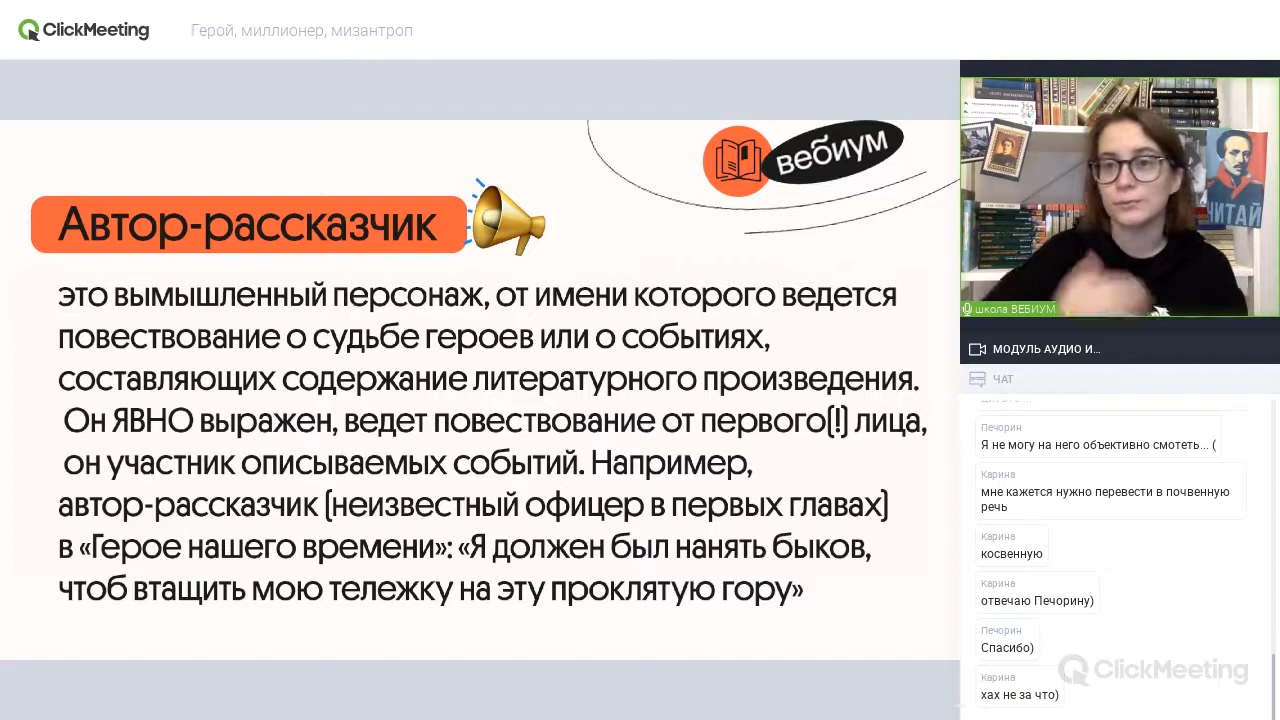 ClickMeeting
Герой, миллионер, мизантроп
вебиум
Автор-рассказчик
это вымышленный персонаж, от имени которого ведется
повествование о судьбе героев или о событиях,
составляющих содержание литературного произведения.
Он ЯВНО выражен, ведет повествование от первого(!) лица,
он участник описываемых событий. Например,
автор-рассказчик (неизвестный офицер в первых главах)
в «Герое нашего времени»: «Я должен был нанять быков,
чтоб втащить мою тележку на эту проклятую гору»
ЧИТАЙ
школа ВЕБИУМ
МОДУЛЬ АУДИО И...
ЧАТ
Печорин
Я не могу на него объективно смотеть... (
Карина
мне кажется нужно перевести в почвенную
речь
Карина
косвенную
Карина
отвечаю Печорину)
Печорин
Спасибо)
Карина
хах не за что)
ClickMeeting